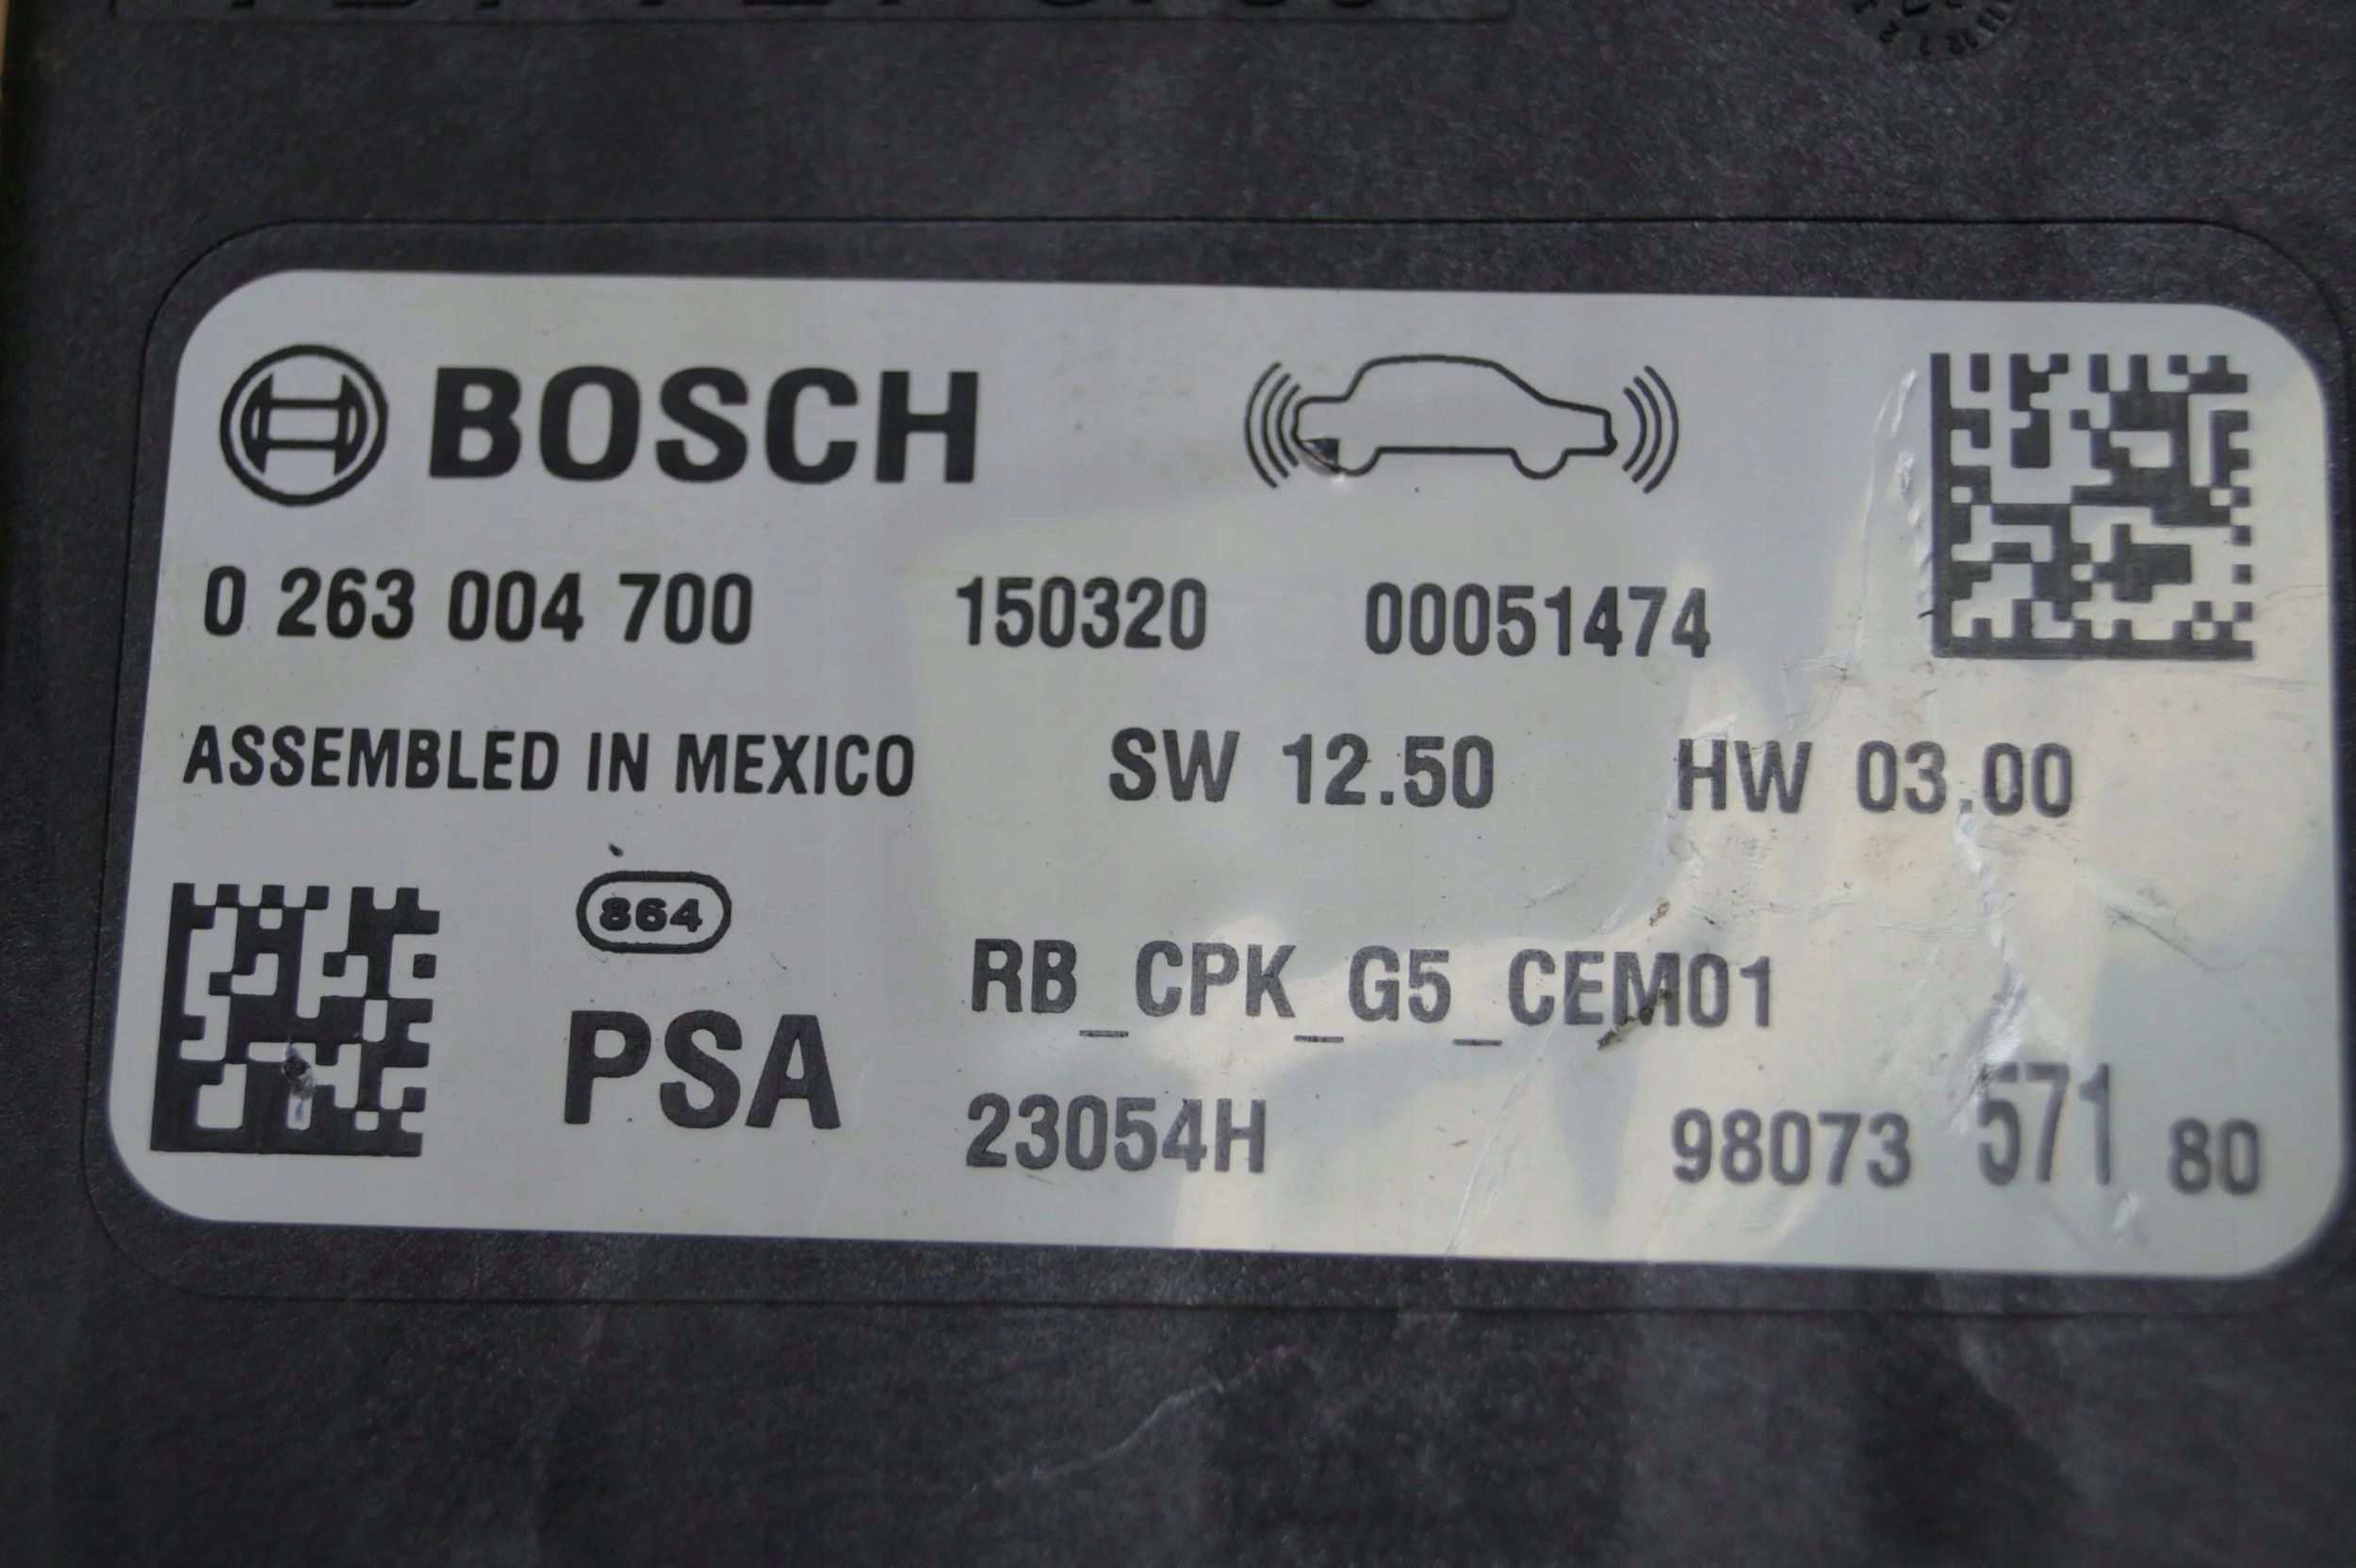 BOSCH
0 263 004 700 150320 00051474
ASSEMBLED IN MEXICO SW 12.50 HW 03.00
864
PSA RB_CPK_G5_CEM01
23054H 98073 571 80